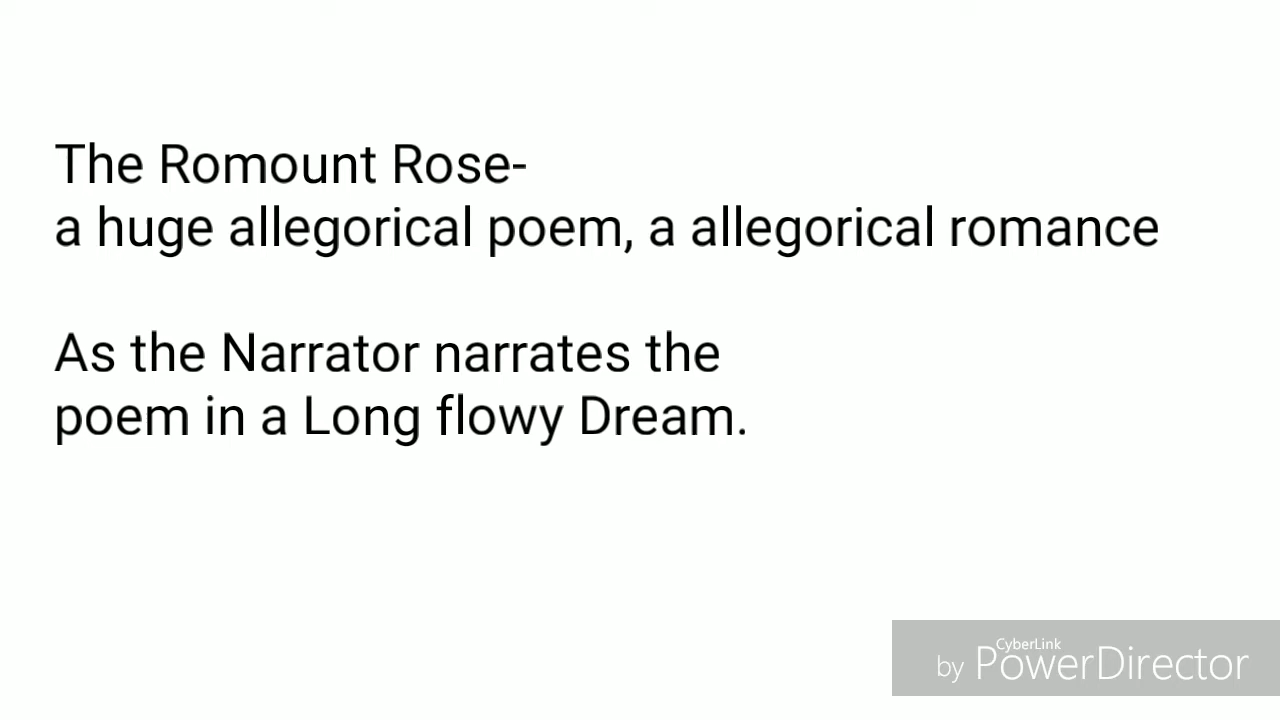 The Romount Rose-
a huge allegorical poem, a allegorical romance
As the Narrator narrates the
poem in a Long flowy Dream.
CyberLink
by PowerDirector